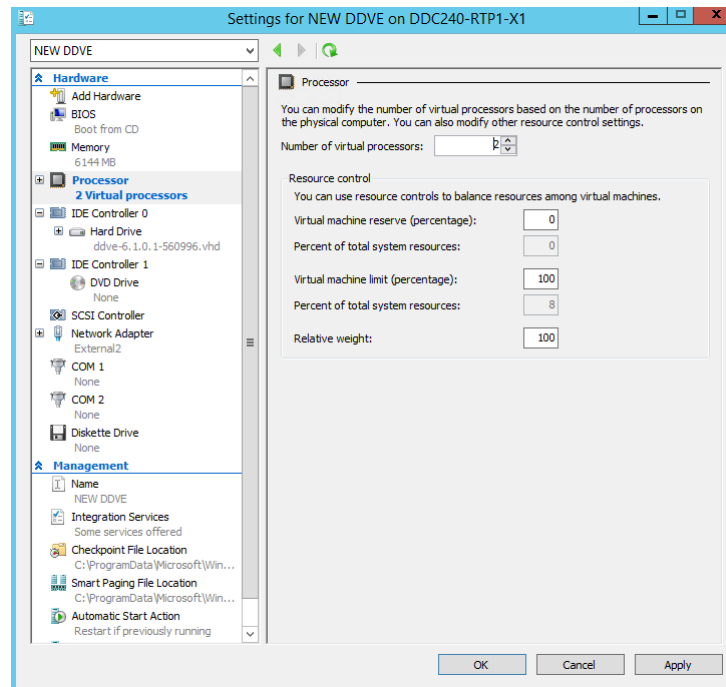 Settings for NEW DDVE on DDC240-RTP1-X1
NEW DDVE
Hardware
Add Hardware
BIOS
Boot from CD
Memory
6144 MB
Processor
2 Virtual processors
IDE Controller 0
Hard Drive
ddve-6.1.0.1-560996.vhd
IDE Controller 1
DVD Drive
None
SCSI Controller
Network Adapter
External2
COM 1
None
COM 2
None
Diskette Drive
None
Management
Name
NEW DDVE
Integration Services
Some services offered
Checkpoint File Location
C:\ProgramData\Microsoft\Win...
Smart Paging File Location
C:\ProgramData\Microsoft\Win...
Automatic Start Action
Restart if previously running
Processor
You can modify the number of virtual processors based on the number of processors on
the physical computer. You can also modify other resource control settings.
Number of virtual processors: 2
Resource control
You can use resource controls to balance resources among virtual machines.
Virtual machine reserve (percentage): 0
Percent of total system resources: 0
Virtual machine limit (percentage): 100
Percent of total system resources: 8
Relative weight: 100
OK Cancel Apply